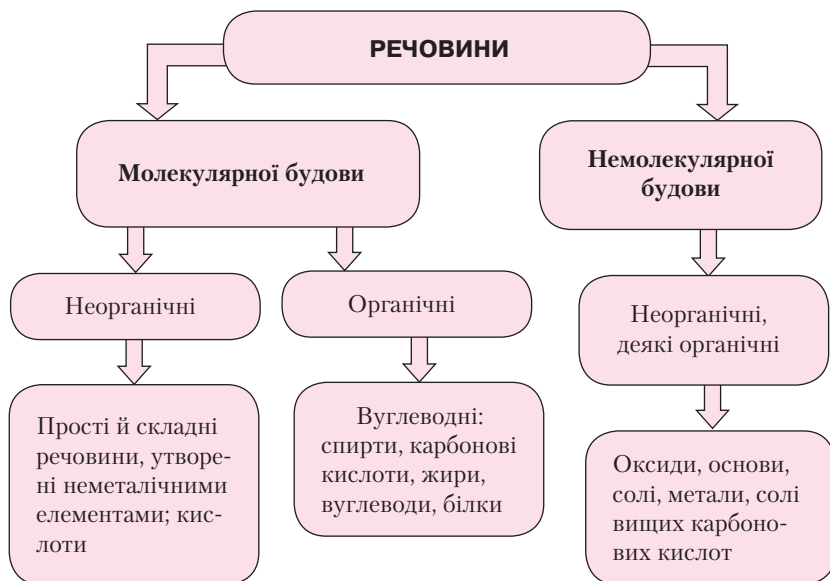 РЕЧОВИНИ
Молекулярної будови
Немолекулярної
будови
Неорганічні
Органічні
Неорганічні,
деякі органічні
Прості й складні
речовини, утворе-
ні неметалічними
елементами; кис-
лоти
Вуглеводні:
спирти, карбонові
кислоти, жири,
вуглеводи, білки
Оксиди, основи,
солі, метали, солі
вищих карбоно-
вих кислот